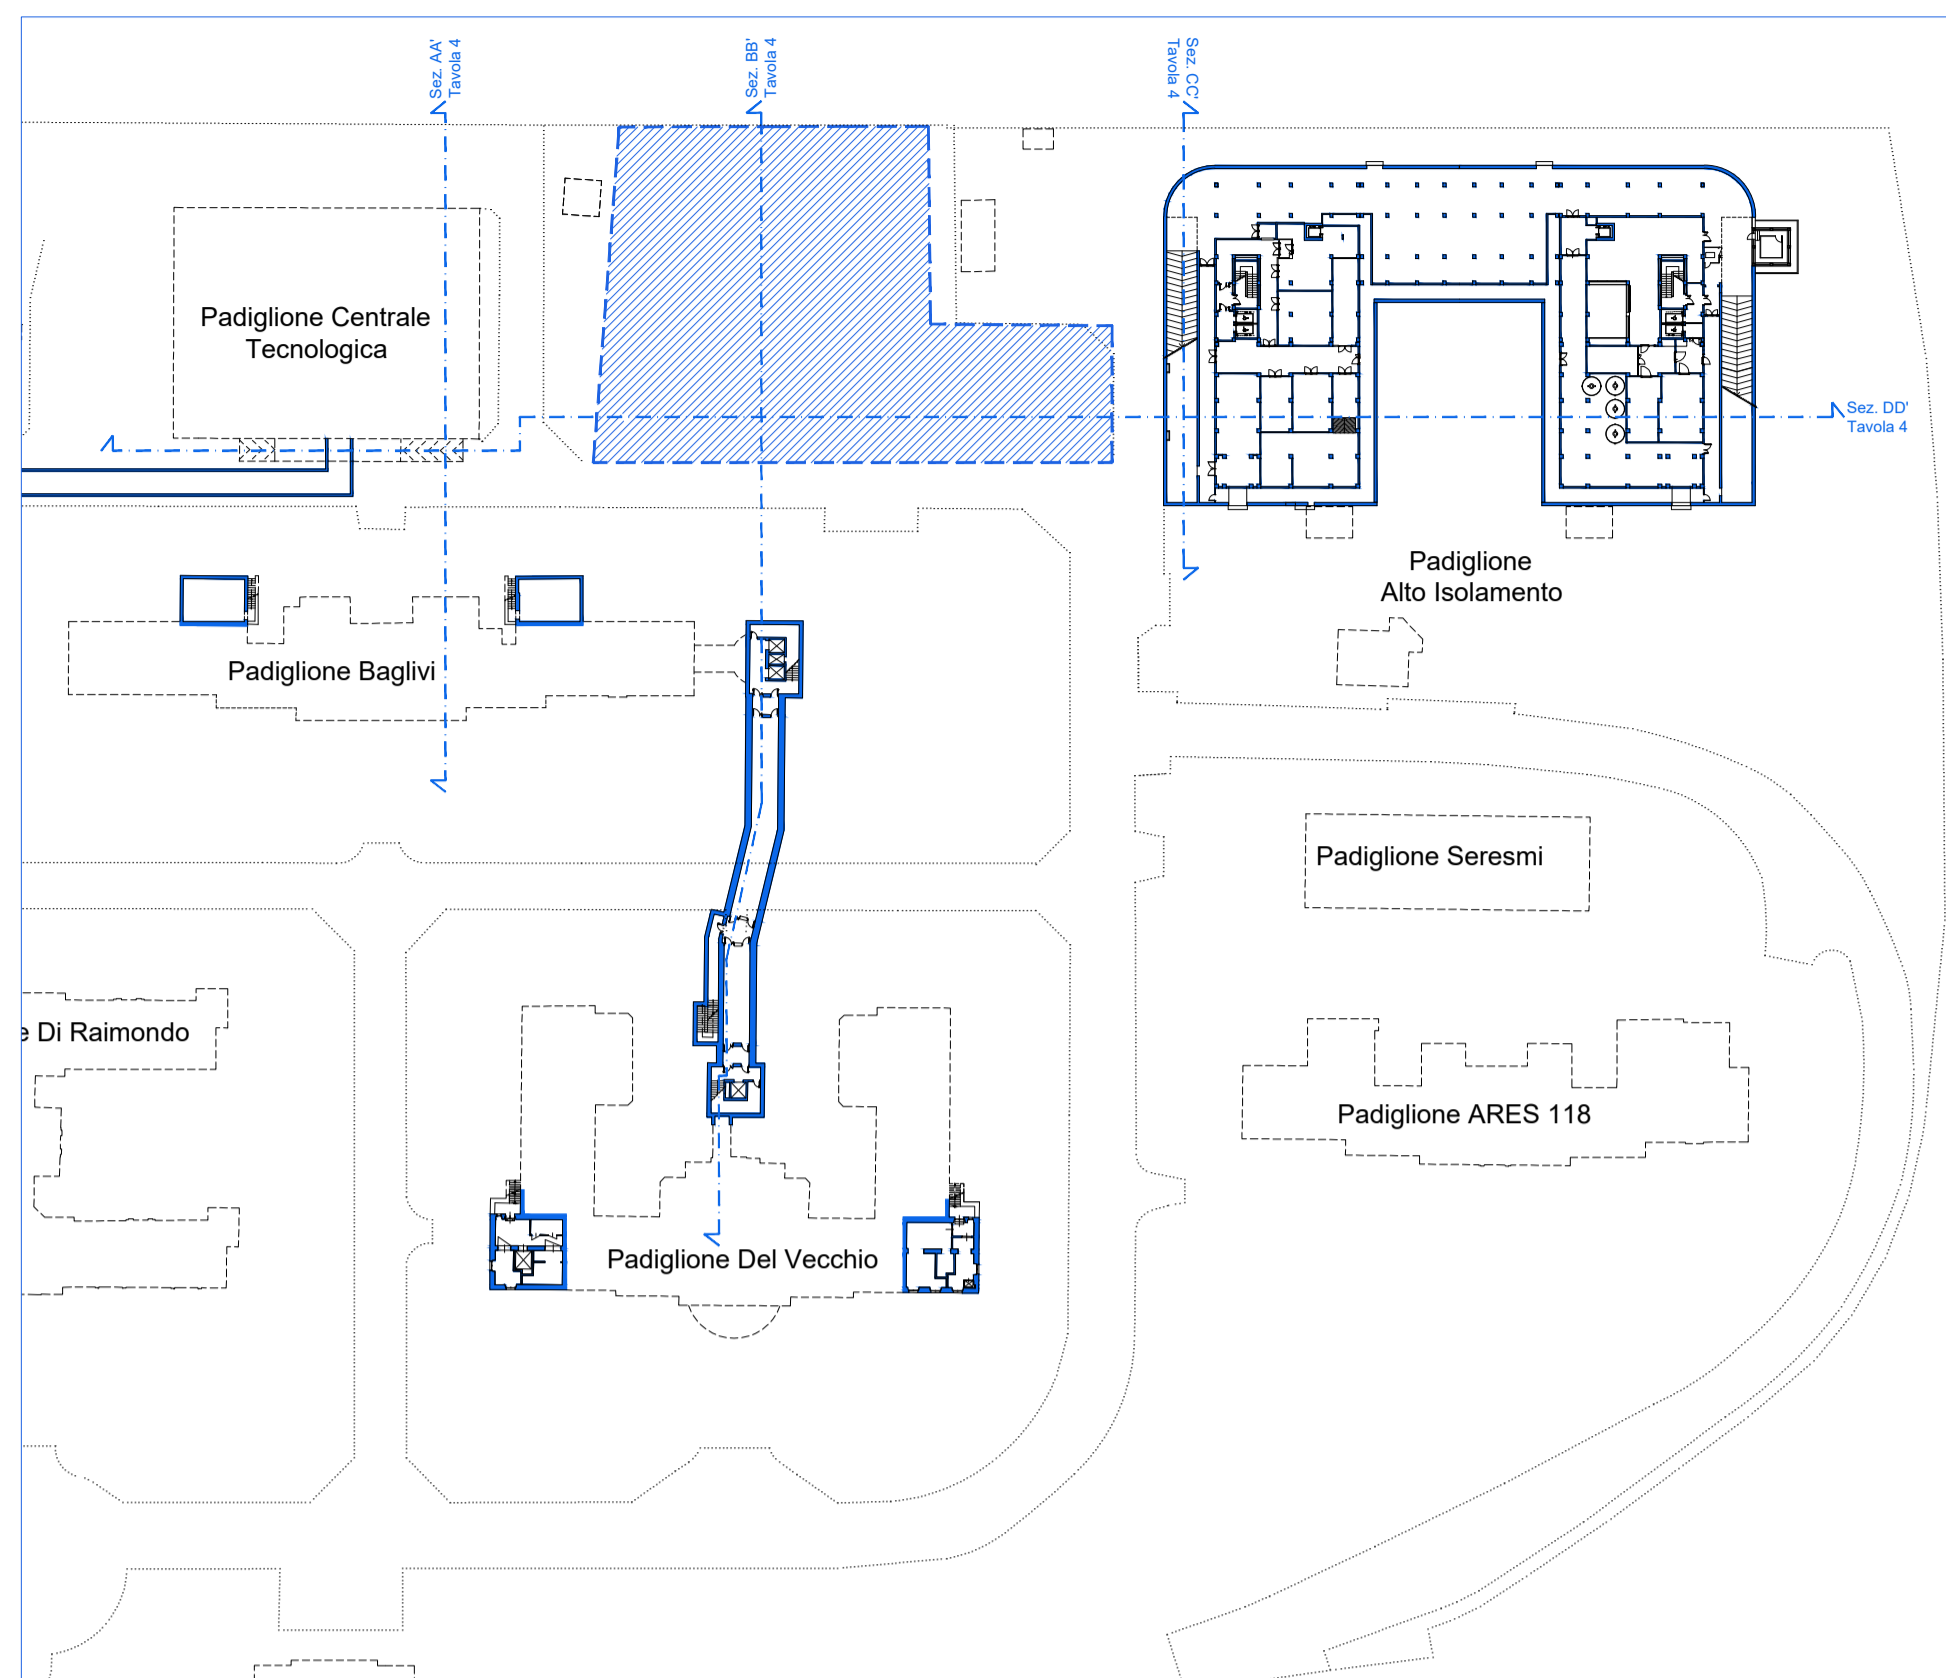 Sez. AA'
Tavola 4
Sez. BB'
Tavola 4
Sez. CC'
Tavola 4
Padiglione Centrale
Tecnologica
Sez. DD'
Tavola 4
Padiglione
Alto Isolamento
Padiglione Baglivi
Padiglione Seresmi
e Di Raimondo
Padiglione ARES 118
Padiglione Del Vecchio